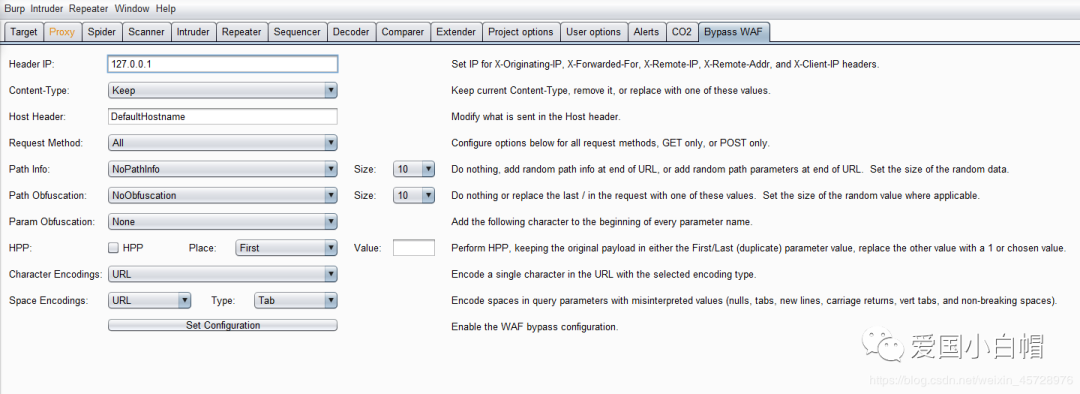 Burp Intruder Repeater Window Help
Target Proxy Spider Scanner Intruder Repeater Sequencer Decoder Comparer Extender Project options User options Alerts CO2 Bypass WAF
Header IP: 127.0.0.1 Set IP for X-Originating-IP, X-Forwarded-For, X-Remote-IP, X-Remote-Addr, and X-Client-IP headers.
Content-Type: Keep Keep current Content-Type, remove it, or replace with one of these values.
Host Header: DefaultHostname Modify what is sent in the Host header.
Request Method: All Configure options below for all request methods, GET only, or POST only.
Path Info: NoPathInfo Size: 10 Do nothing, add random path info at end of URL, or add random path parameters at end of URL. Set the size of the random data.
Path Obfuscation: NoObfuscation Size: 10 Do nothing or replace the last / in the request with one of these values. Set the size of the random value where applicable.
Param Obfuscation: None Add the following character to the beginning of every parameter name.
HPP: HPP Place: First Value: Perform HPP, keeping the original payload in either the First/Last (duplicate) parameter value, replace the other value with a 1 or chosen value.
Character Encodings: URL Encode a single character in the URL with the selected encoding type.
Space Encodings: URL Type: Tab Encode spaces in query parameters with misinterpreted values (nulls, tabs, new lines, carriage returns, vert tabs, and non-breaking spaces).
Set Configuration Enable the WAF bypass configuration.
爱国小白帽
https://blog.csdn.net/weixin_45728976